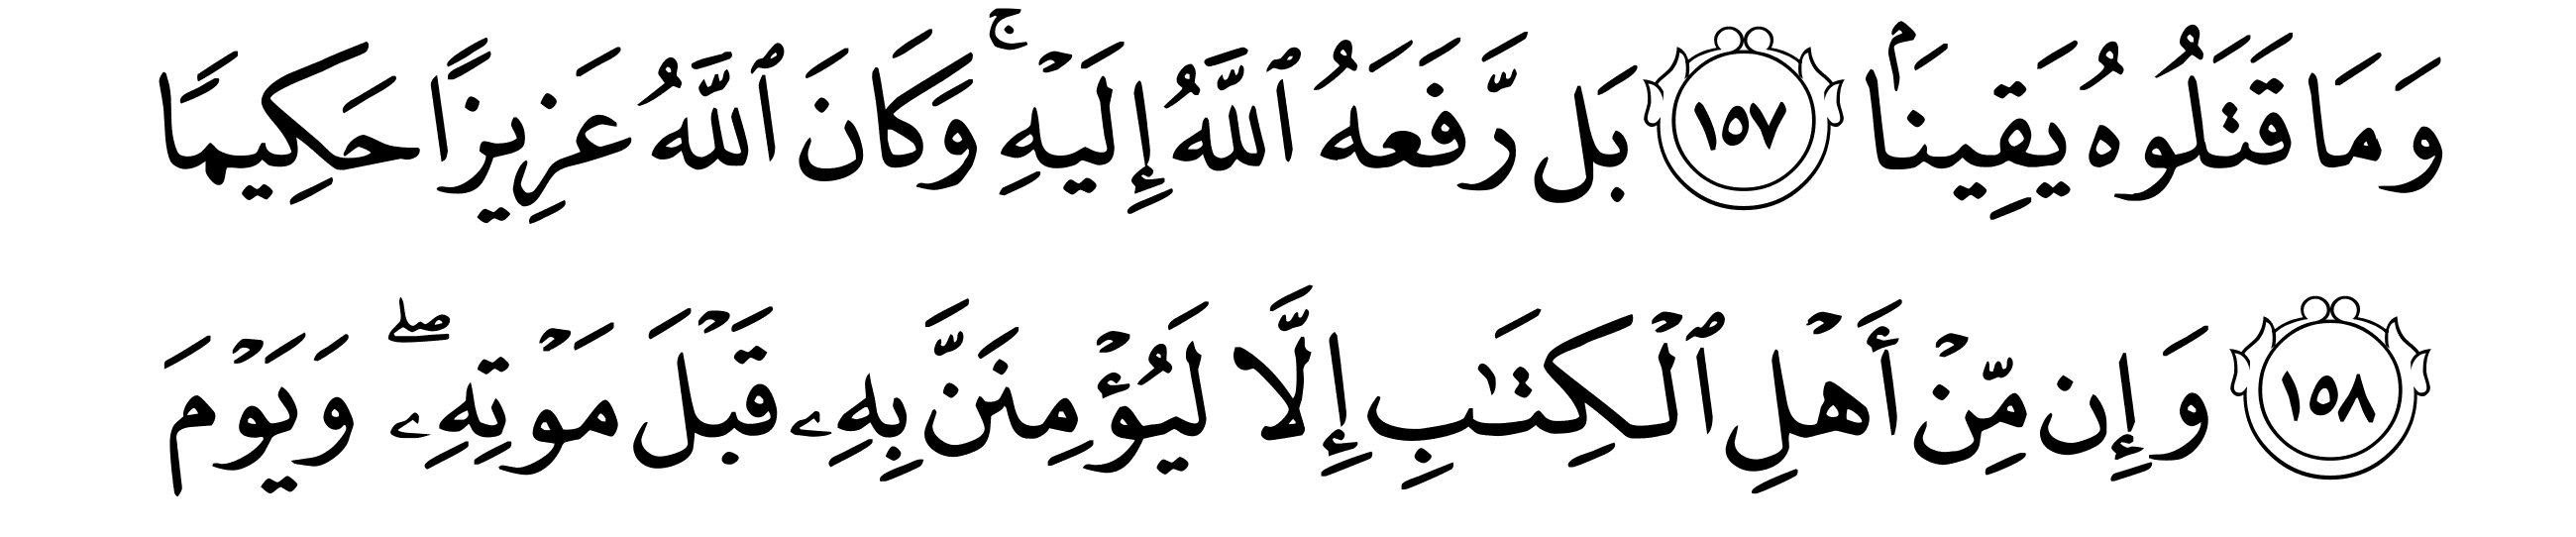 وَمَا قَتَلُوهُ يَقِينَۢا ١٥٧ بَل رَّفَعَهُ ٱللَّهُ إِلَيْهِ ۚ وَكَانَ ٱللَّهُ عَزِيزًا حَكِيمًا
١٥٨ وَإِن مِّنْ أَهْلِ ٱلْكِتَـٰبِ إِلَّا لَيُؤْمِنَنَّ بِهِۦ قَبْلَ مَوْتِهِۦ ۖ وَيَوْمَ